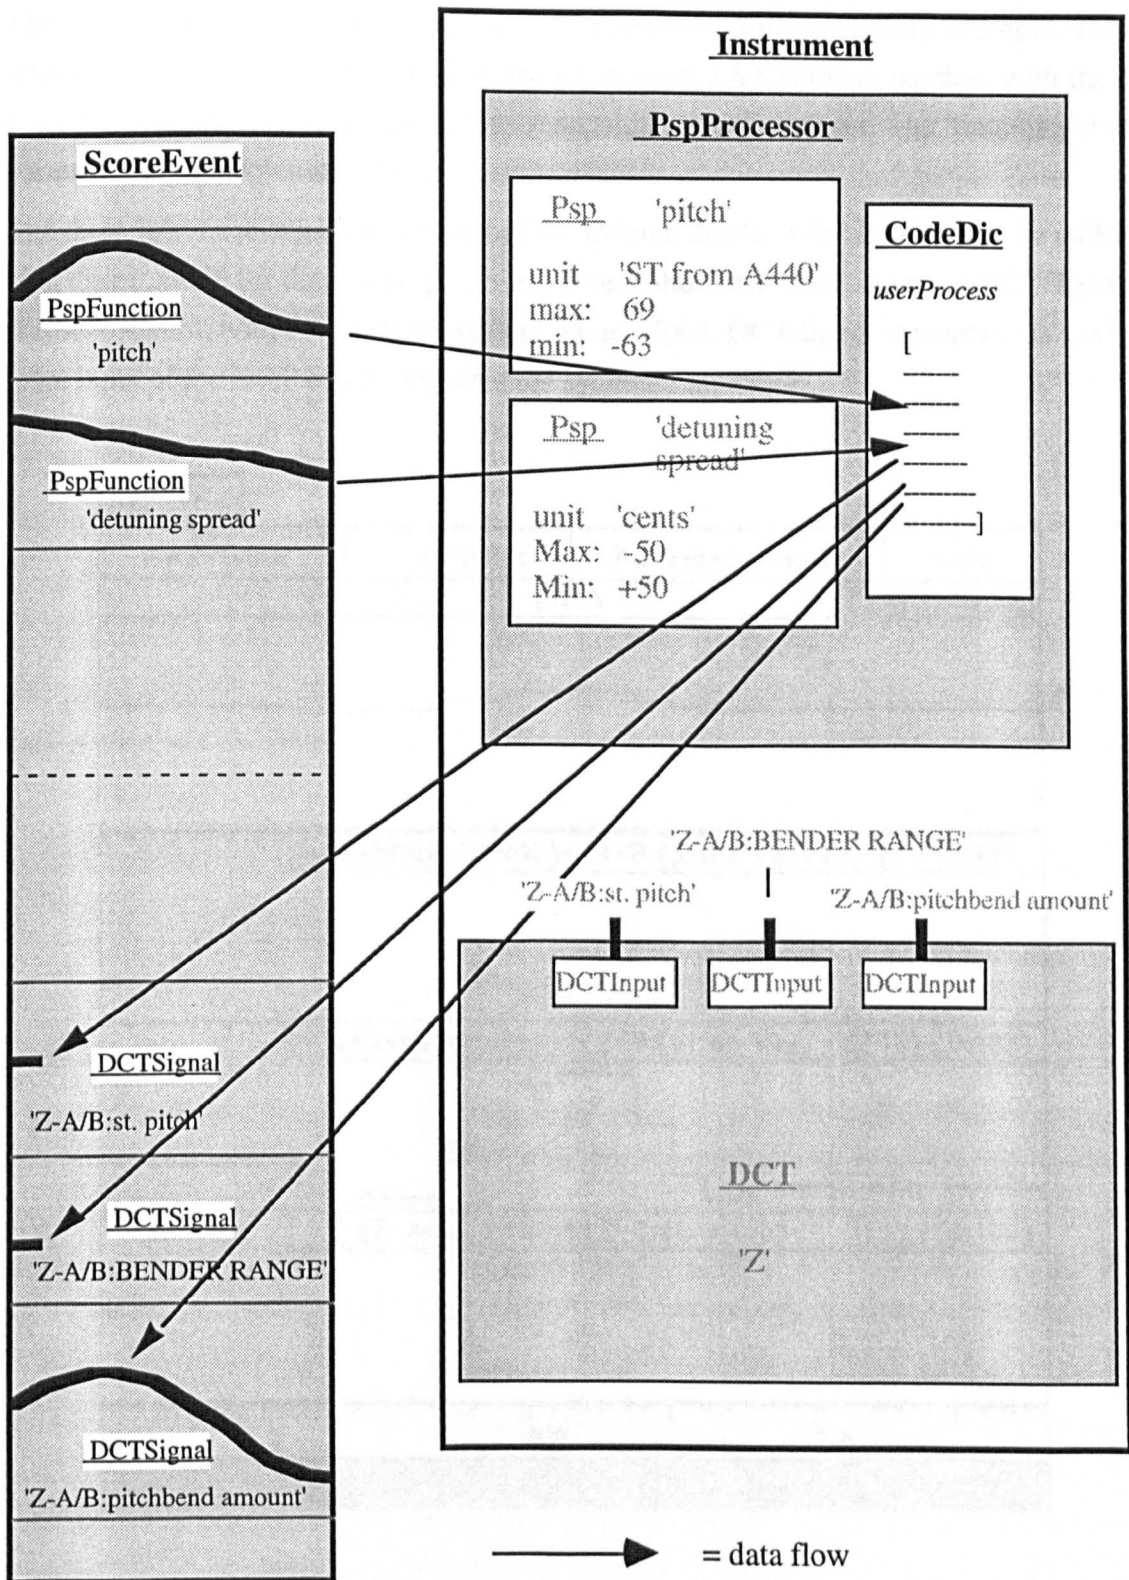 Instrument
PspProcessor
ScoreEvent
PspFunction
'pitch'
PspFunction
'detuning spread'
Psp 'pitch'
unit 'ST from A440'
max: 69
min: -63
Psp 'detuning
spread'
unit 'cents'
Max: -50
Min: +50
CodeDic
userProcess
[
------
------
------
-------
--------
--------]
'Z-A/B:BENDER RANGE'
'Z-A/B:st. pitch'
'Z-A/B:pitchbend amount'
DCTInput
DCTInput
DCTInput
DCT
'Z'
DCTSignal
'Z-A/B:st. pitch'
DCTSignal
'Z-A/B:BENDER RANGE'
DCTSignal
'Z-A/B:pitchbend amount'
= data flow